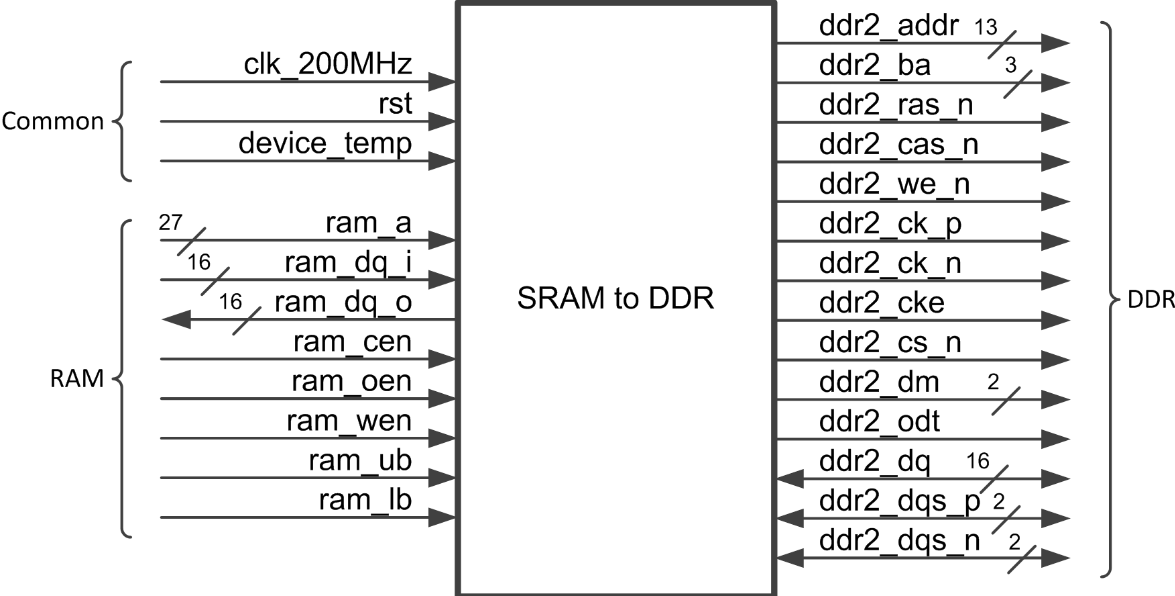 Common
clk_200MHz
rst
device_temp
RAM
27
ram_a
16
ram_dq_i
16
ram_dq_o
ram_cen
ram_oen
ram_wen
ram_ub
ram_lb
SRAM to DDR
ddr2_addr 13
ddr2_ba 3
ddr2_ras_n
ddr2_cas_n
ddr2_we_n
ddr2_ck_p
ddr2_ck_n
ddr2_cke
ddr2_cs_n
ddr2_dm 2
ddr2_odt
ddr2_dq 16
ddr2_dqs_p 2
ddr2_dqs_n 2
DDR